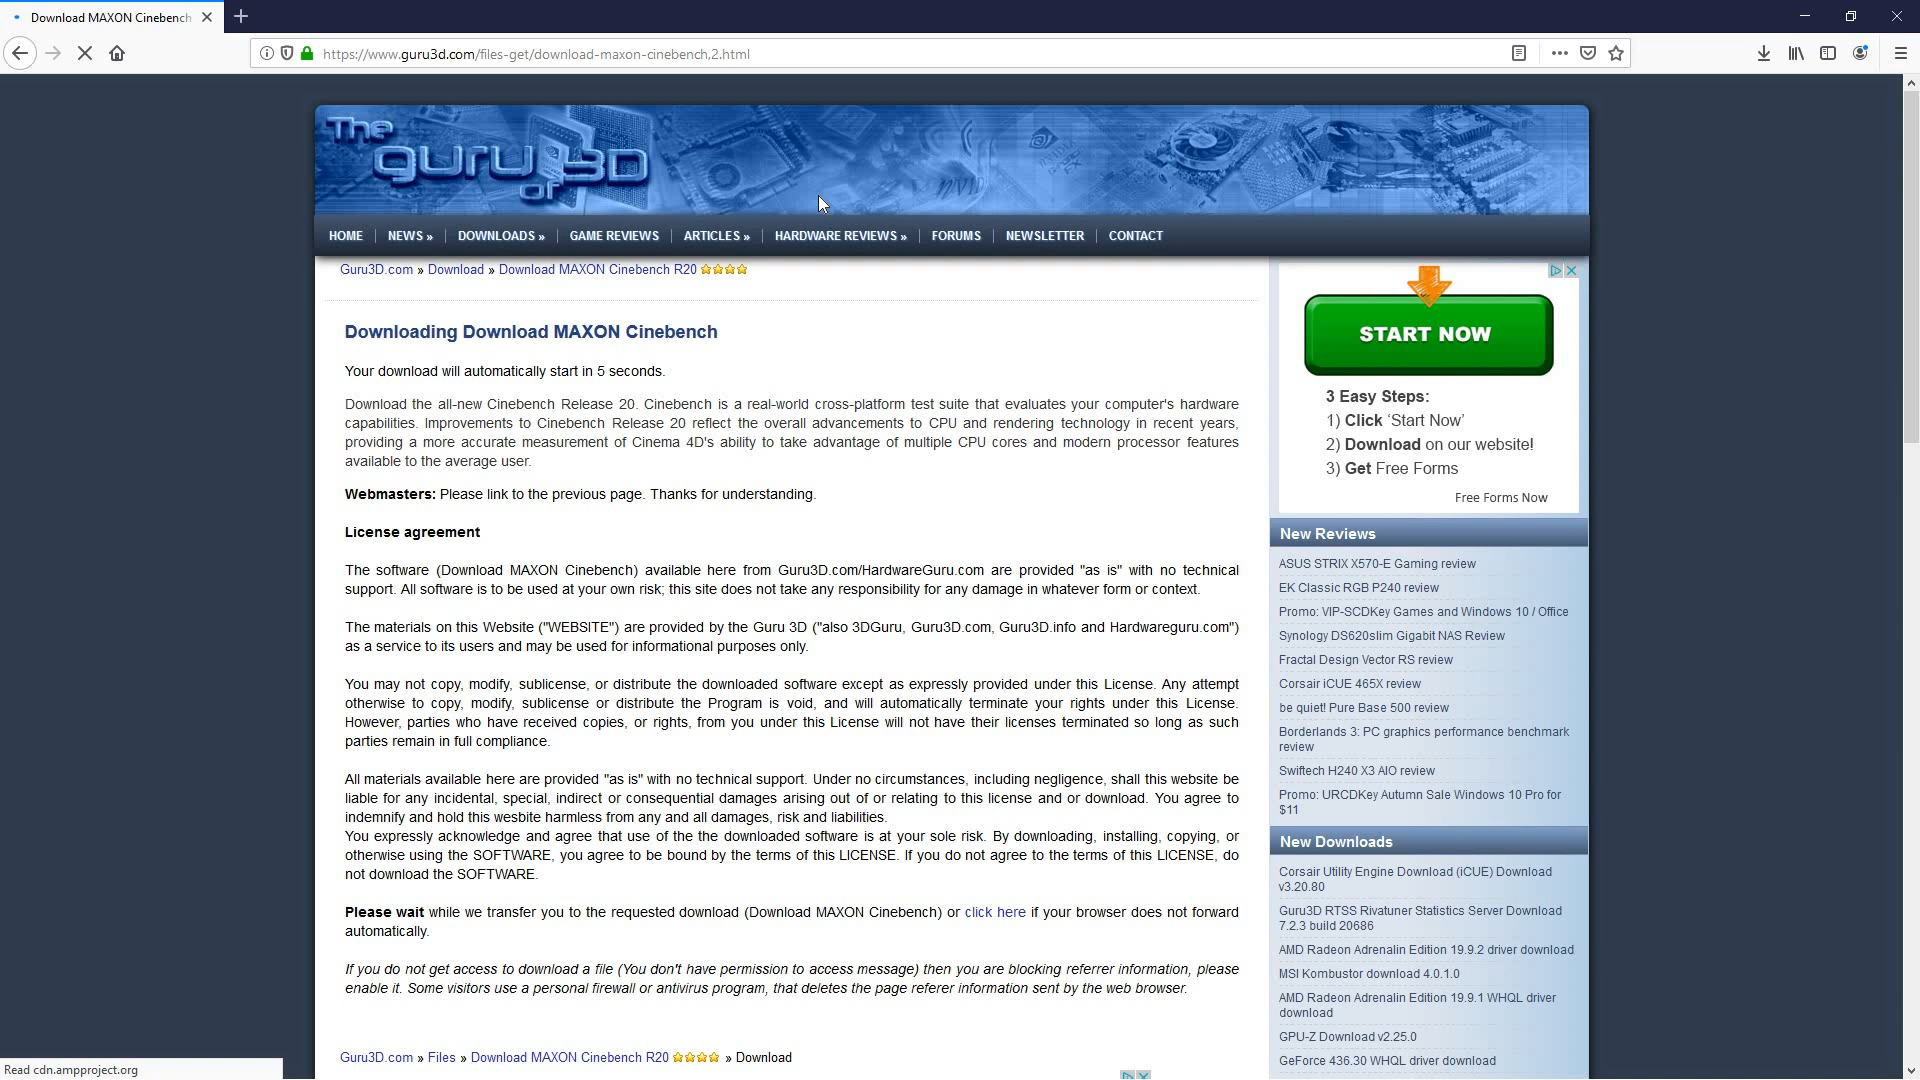 Download MAXON Cinebench
https://www.guru3d.com/files-get/download-maxon-cinebench,2.html
The guru of 3D
HOME NEWS » DOWNLOADS » GAME REVIEWS ARTICLES » HARDWARE REVIEWS » FORUMS NEWSLETTER CONTACT
Guru3D.com » Download » Download MAXON Cinebench R20
Downloading Download MAXON Cinebench
Your download will automatically start in 5 seconds.
Download the all-new Cinebench Release 20. Cinebench is a real-world cross-platform test suite that evaluates your computer's hardware
capabilities. Improvements to Cinebench Release 20 reflect the overall advancements to CPU and rendering technology in recent years,
providing a more accurate measurement of Cinema 4D's ability to take advantage of multiple CPU cores and modern processor features
available to the average user.
Webmasters: Please link to the previous page. Thanks for understanding.
License agreement
The software (Download MAXON Cinebench) available here from Guru3D.com/HardwareGuru.com are provided "as is" with no technical
support. All software is to be used at your own risk; this site does not take any responsibility for any damage in whatever form or context.
The materials on this Website ("WEBSITE") are provided by the Guru 3D ("also 3DGuru, Guru3D.com, Guru3D.info and Hardwareguru.com")
as a service to its users and may be used for informational purposes only.
You may not copy, modify, sublicense, or distribute the downloaded software except as expressly provided under this License. Any attempt
otherwise to copy, modify, sublicense or distribute the Program is void, and will automatically terminate your rights under this License.
However, parties who have received copies, or rights, from you under this License will not have their licenses terminated so long as such
parties remain in full compliance.
All materials available here are provided "as is" with no technical support. Under no circumstances, including negligence, shall this website be
liable for any incidental, special, indirect or consequential damages arising out of or relating to this license and or download. You agree to
indemnify and hold this wesbite harmless from any and all damages, risk and liabilities.
You expressly acknowledge and agree that use of the the downloaded software is at your sole risk. By downloading, installing, copying, or
otherwise using the SOFTWARE, you agree to be bound by the terms of this LICENSE. If you do not agree to the terms of this LICENSE, do
not download the SOFTWARE.
Please wait while we transfer you to the requested download (Download MAXON Cinebench) or click here if your browser does not forward
automatically.
If you do not get access to download a file (You don't have permission to access message) then you are blocking referrer information, please
enable it. Some visitors use a personal firewall or antivirus program, that deletes the page referer information sent by the web browser.
Guru3D.com » Files » Download MAXON Cinebench R20 » Download
START NOW
3 Easy Steps:
1) Click ‘Start Now’
2) Download on our website!
3) Get Free Forms
Free Forms Now
New Reviews
ASUS STRIX X570-E Gaming review
EK Classic RGB P240 review
Promo: VIP-SCDKey Games and Windows 10 / Office
Synology DS620slim Gigabit NAS Review
Fractal Design Vector RS review
Corsair iCUE 465X review
be quiet! Pure Base 500 review
Borderlands 3: PC graphics performance benchmark
review
Swiftech H240 X3 AIO review
Promo: URCDKey Autumn Sale Windows 10 Pro for
$11
New Downloads
Corsair Utility Engine Download (iCUE) Download
v3.20.80
Guru3D RTSS Rivatuner Statistics Server Download
7.2.3 build 20686
AMD Radeon Adrenalin Edition 19.9.2 driver download
MSI Kombustor download 4.0.1.0
AMD Radeon Adrenalin Edition 19.9.1 WHQL driver
download
GPU-Z Download v2.25.0
GeForce 436.30 WHQL driver download
Read cdn.ampproject.org